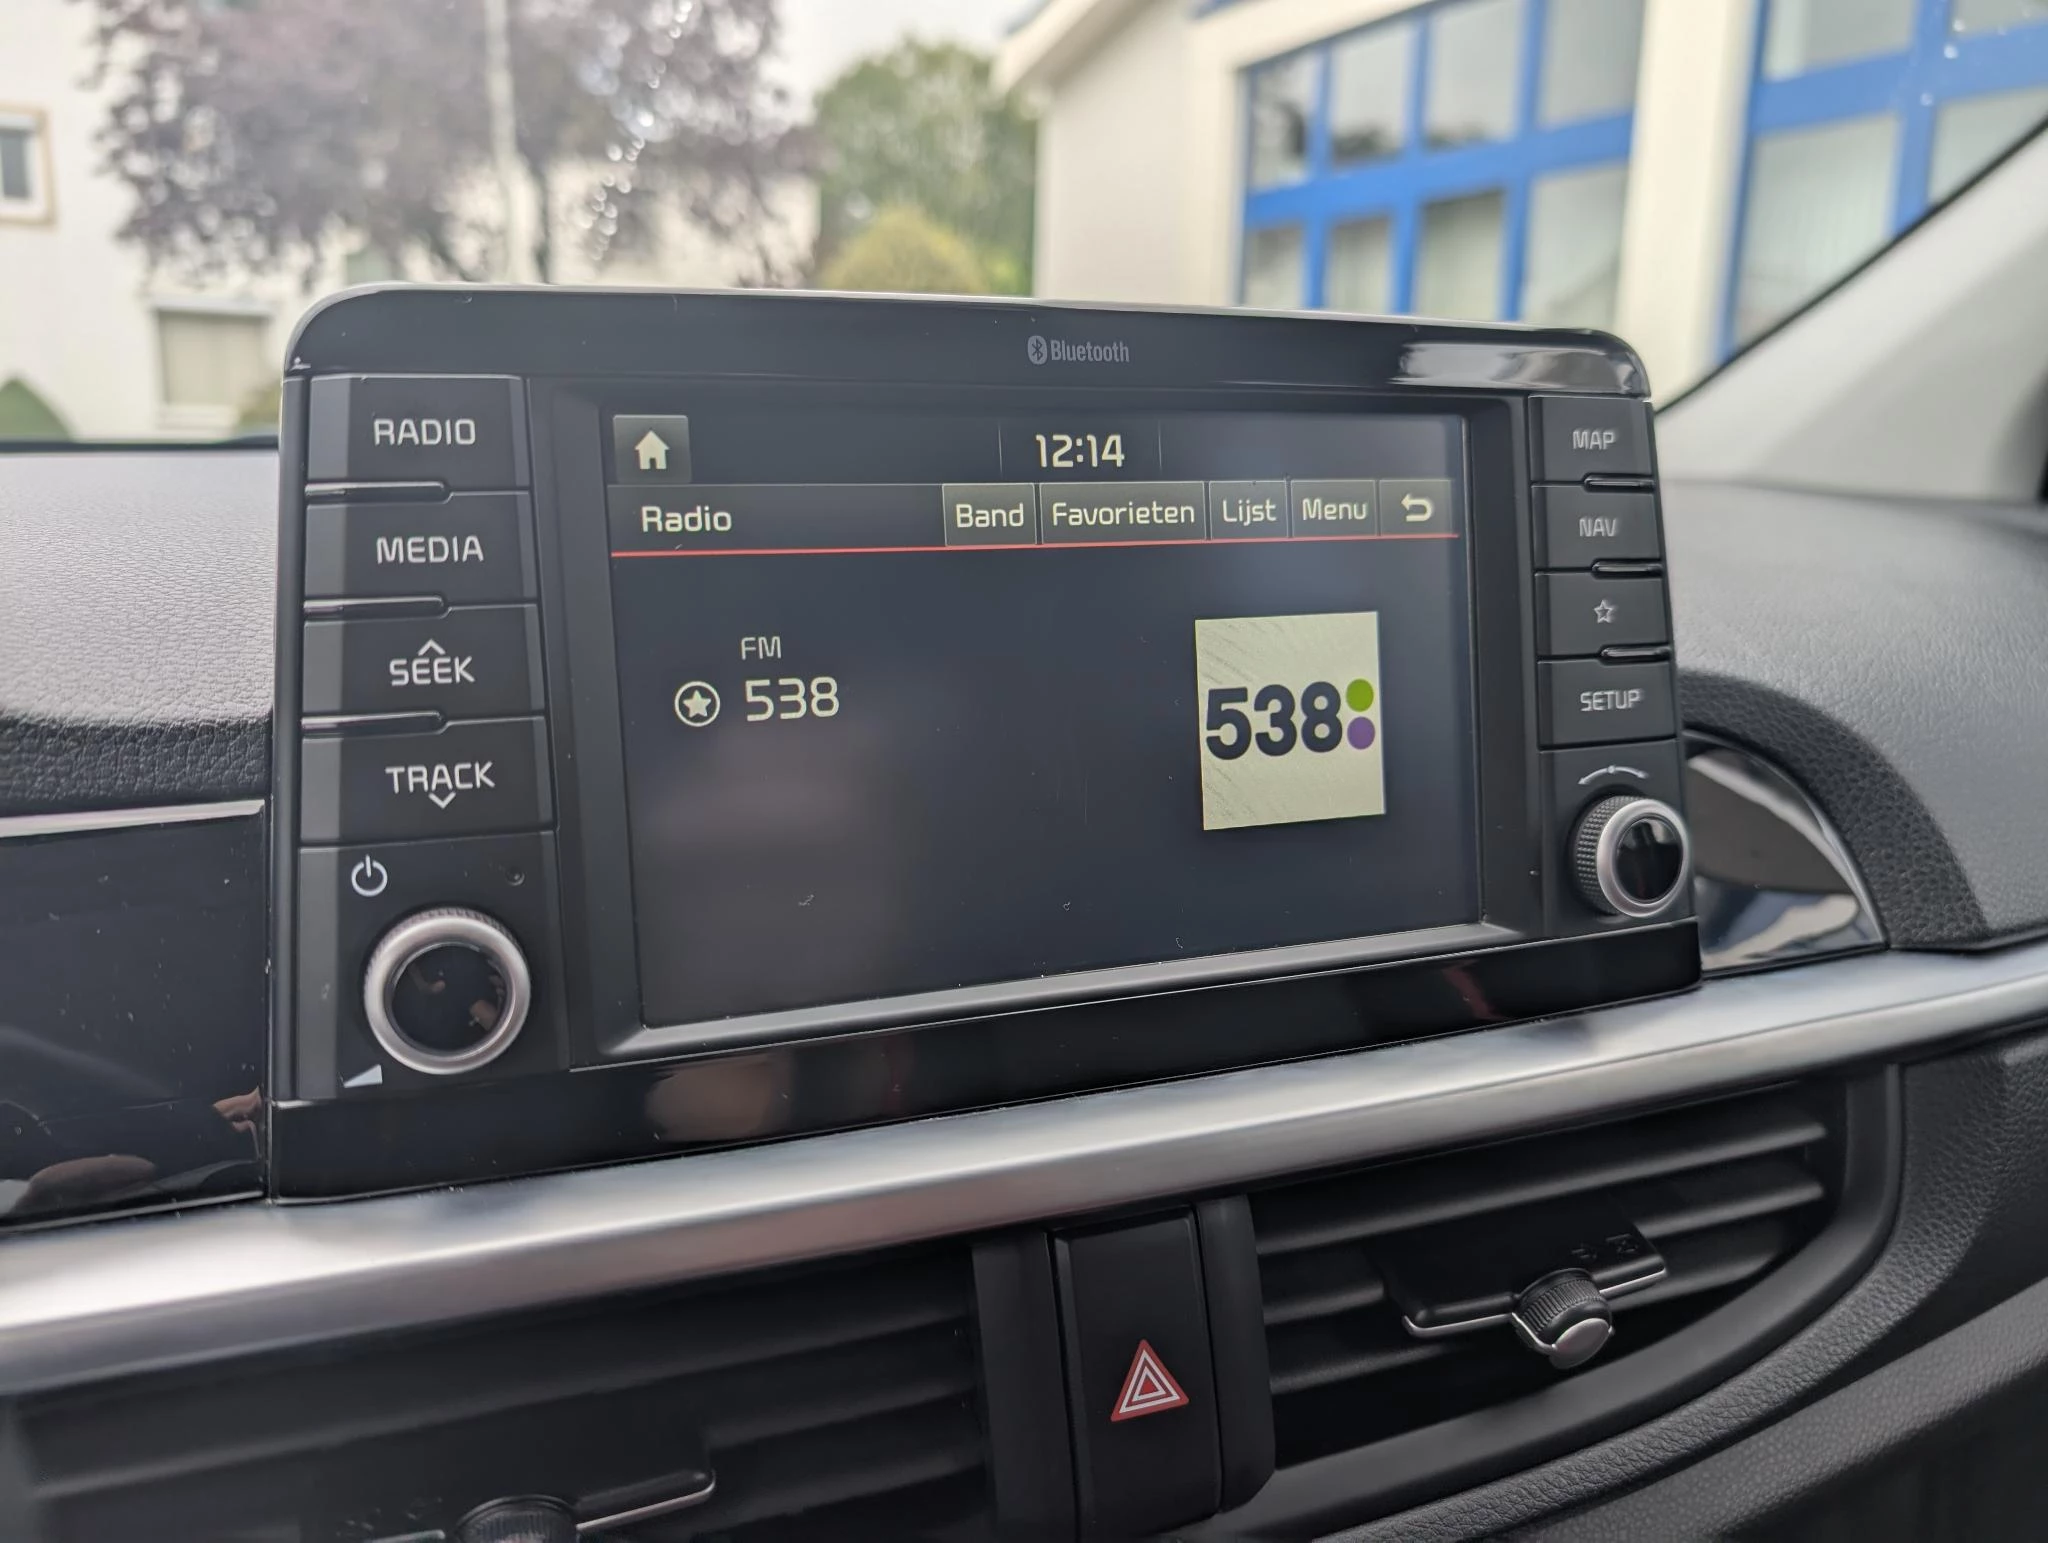 Bluetooth
RADIO
MEDIA
SEEK
TRACK
12:14
Radio
Band
Favorieten
Lijst
Menu
FM
538
538
MAP
NAV
SETUP